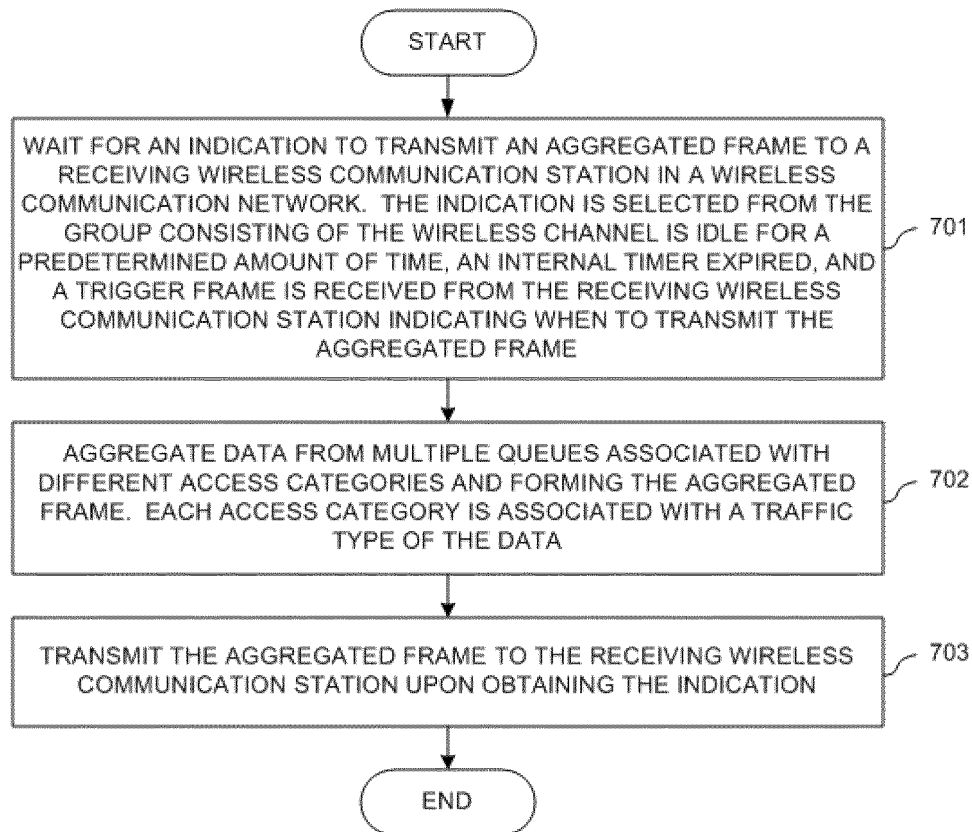 START
WAIT FOR AN INDICATION TO TRANSMIT AN AGGREGATED FRAME TO A
RECEIVING WIRELESS COMMUNICATION STATION IN A WIRELESS
COMMUNICATION NETWORK. THE INDICATION IS SELECTED FROM THE
GROUP CONSISTING OF THE WIRELESS CHANNEL IS IDLE FOR A
PREDETERMINED AMOUNT OF TIME, AN INTERNAL TIMER EXPIRED, AND
A TRIGGER FRAME IS RECEIVED FROM THE RECEIVING WIRELESS
COMMUNICATION STATION INDICATING WHEN TO TRANSMIT THE
AGGREGATED FRAME
701
AGGREGATE DATA FROM MULTIPLE QUEUES ASSOCIATED WITH
DIFFERENT ACCESS CATEGORIES AND FORMING THE AGGREGATED
FRAME. EACH ACCESS CATEGORY IS ASSOCIATED WITH A TRAFFIC
TYPE OF THE DATA
702
TRANSMIT THE AGGREGATED FRAME TO THE RECEIVING WIRELESS
COMMUNICATION STATION UPON OBTAINING THE INDICATION
703
END